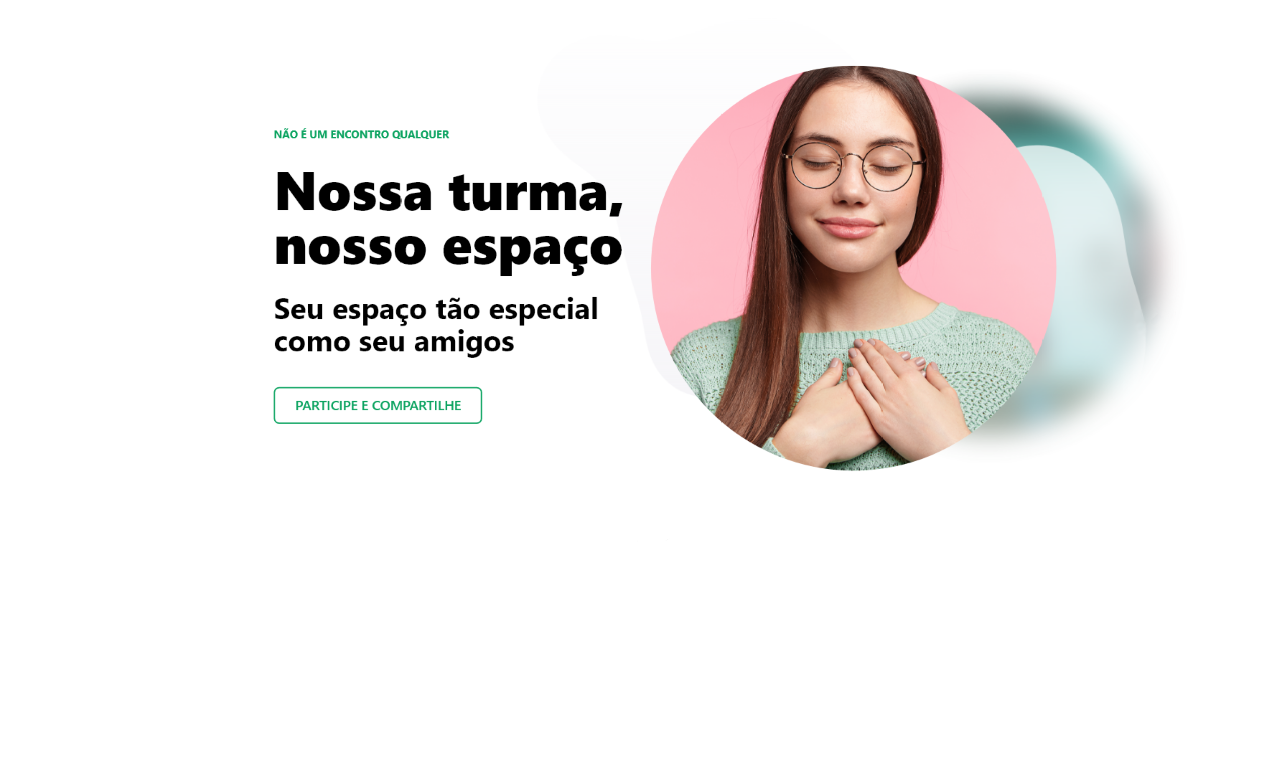 NÃO É UM ENCONTRO QUALQUER
Nossa turma,
nosso espaço
Seu espaço tão especial
como seu amigos
PARTICIPE E COMPARTILHE